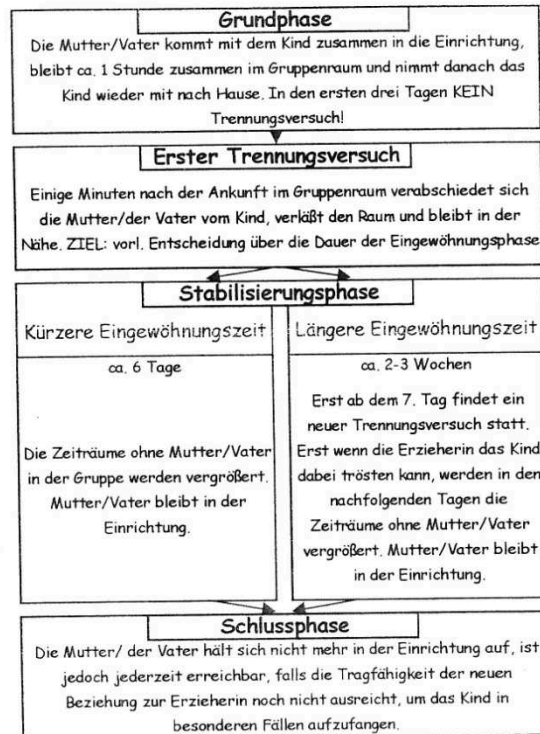 Grundphase
Die Mutter/Vater kommt mit dem Kind zusammen in die Einrichtung,
bleibt ca. 1 Stunde zusammen im Gruppenraum und nimmt danach das
Kind wieder mit nach Hause. In den ersten drei Tagen KEIN
Trennungsversuch!
Erster Trennungsversuch
Einige Minuten nach der Ankunft im Gruppenraum verabschiedet sich
die Mutter/der Vater vom Kind, verläßt den Raum und bleibt in der
Nähe. ZIEL: vorl. Entscheidung über die Dauer der Eingewöhnungsphase
Stabilisierungsphase
Kürzere Eingewöhnungszeit
ca. 6 Tage
Die Zeiträume ohne Mutter/Vater
in der Gruppe werden vergrößert.
Mutter/Vater bleibt in der
Einrichtung.
Längere Eingewöhnungszeit
ca. 2-3 Wochen
Erst ab dem 7. Tag findet ein
neuer Trennungsversuch statt.
Erst wenn die Erzieherin das Kind
dabei trösten kann, werden in den
nachfolgenden Tagen die
Zeiträume ohne Mutter/Vater
vergrößert. Mutter/Vater bleibt
in der Einrichtung.
Schlussphase
Die Mutter/ der Vater hält sich nicht mehr in der Einrichtung auf, ist
jedoch jederzeit erreichbar, falls die Tragfähigkeit der neuen
Beziehung zur Erzieherin noch nicht ausreicht, um das Kind in
besonderen Fällen aufzufangen.